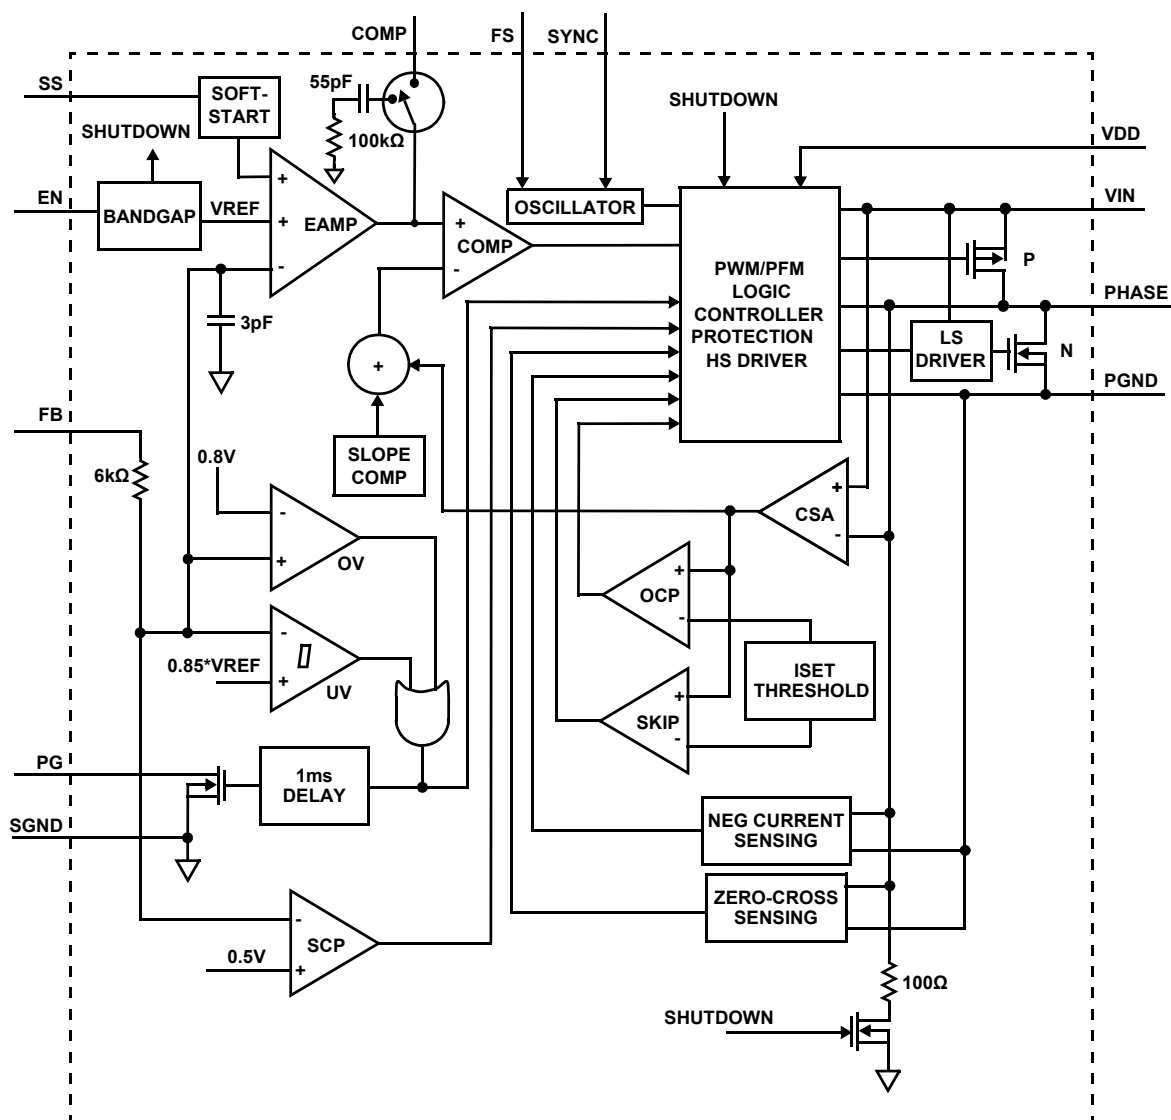 COMP
FS
SYNC
SS
SOFT-
START
55pF
100kΩ
SHUTDOWN
SHUTDOWN
VDD
EN
BANDGAP
VREF
+
+
-
EAMP
+
-
COMP
OSCILLATOR
VIN
PWM/PFM
LOGIC
CONTROLLER
PROTECTION
HS DRIVER
P
PHASE
3pF
+
LS
DRIVER
N
PGND
FB
SLOPE
COMP
6kΩ
0.8V
-
+
OV
+
-
CSA
+
-
OCP
-
+
UV
0.85*VREF
ISET
THRESHOLD
+
-
SKIP
PG
1ms
DELAY
SGND
NEG CURRENT
SENSING
ZERO-CROSS
SENSING
-
+
SCP
0.5V
100Ω
SHUTDOWN